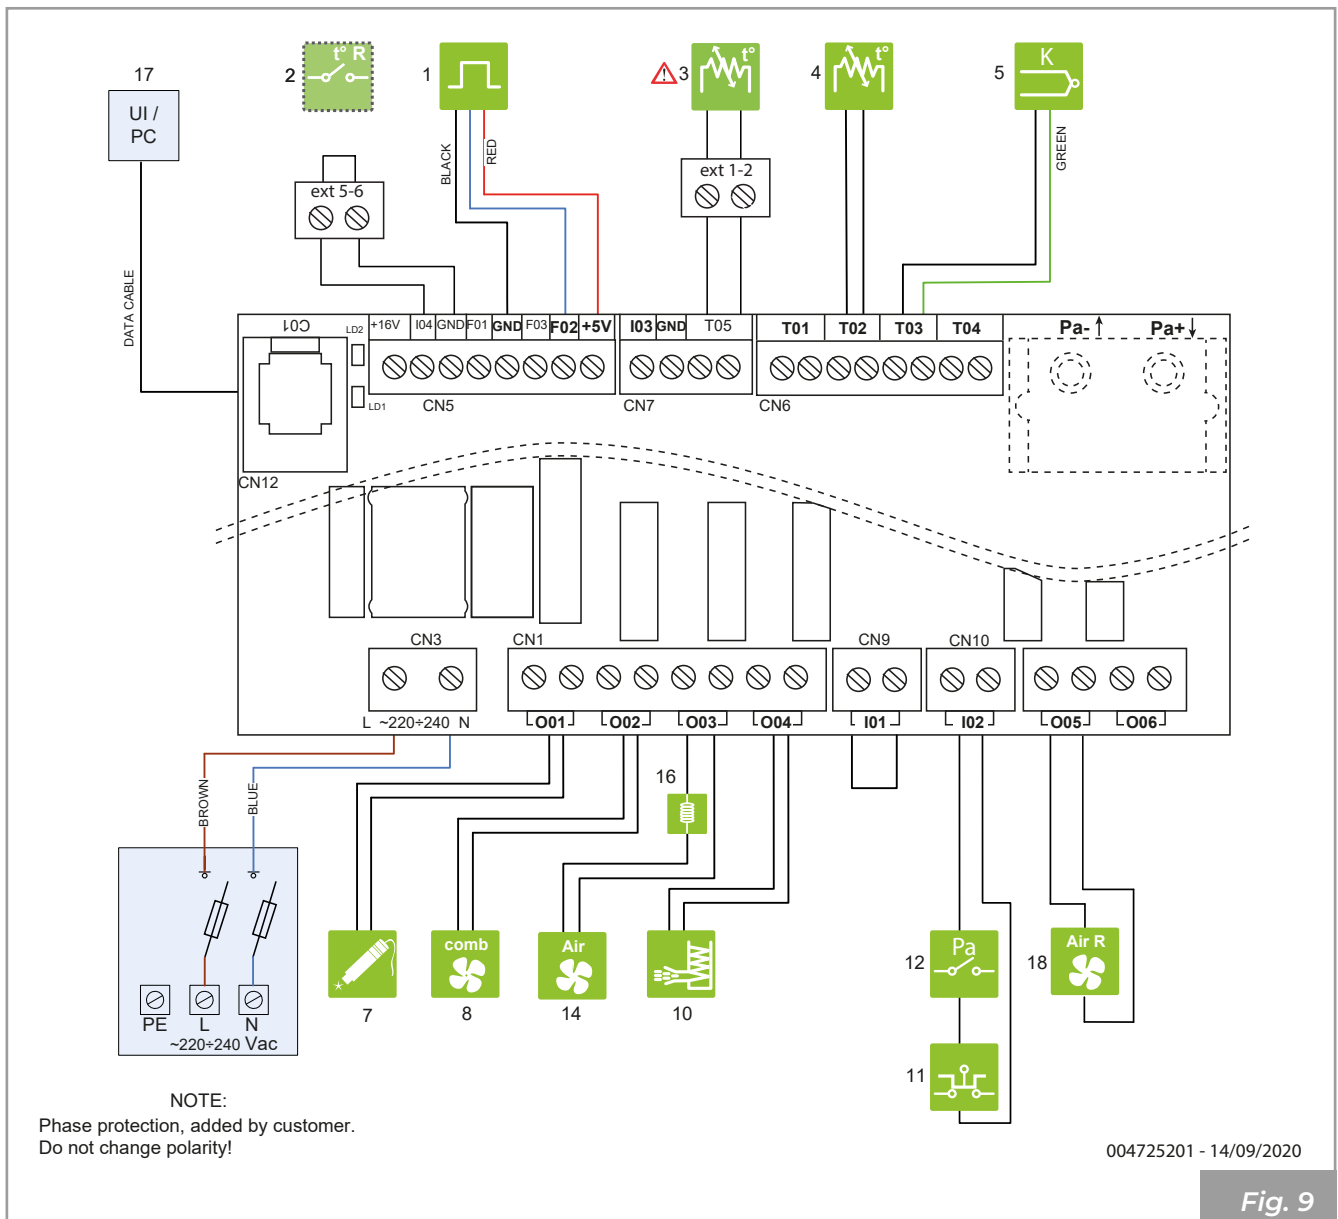 17
UI /
PC
2
t° R
1
3
t°
4
t°
5
K
BLACK
RED
GREEN
ext 5-6
ext 1-2
DATA CABLE
C01
LD2
LD1
+16V I04 GND F01 GND F03 F02 +5V
I03 GND T05
T01 T02 T03 T04
Pa- Pa+
CN5
CN7
CN6
CN12
CN3
CN1
CN9
CN10
L ~220÷240 N
O01 O02 O03 O04
I01
I02
O05 O06
BROWN
BLUE
16
comb
Air
Pa
12
Air R
18
7
8
14
10
11
PE L N
~220÷240 Vac
NOTE:
Phase protection, added by customer.
Do not change polarity!
004725201 - 14/09/2020
Fig. 9